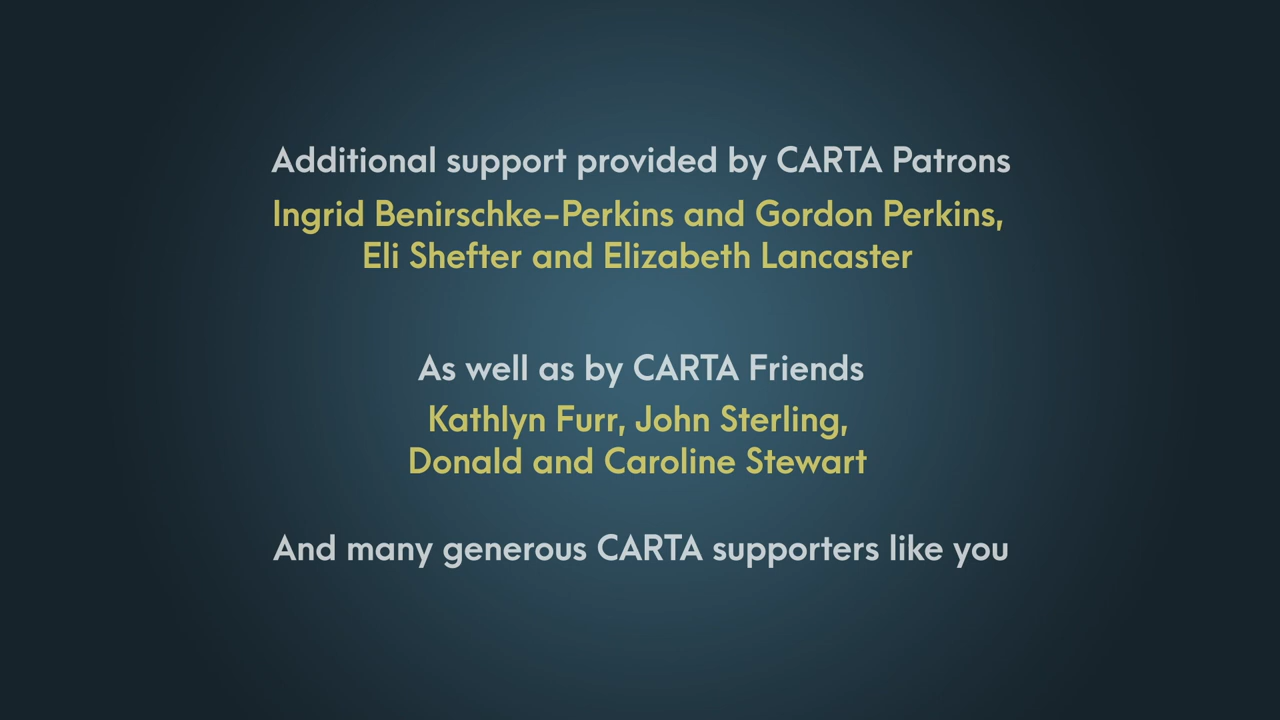 Additional support provided by CARTA Patrons
Ingrid Benirschke-Perkins and Gordon Perkins,
Eli Shefter and Elizabeth Lancaster
As well as by CARTA Friends
Kathlyn Furr, John Sterling,
Donald and Caroline Stewart
And many generous CARTA supporters like you